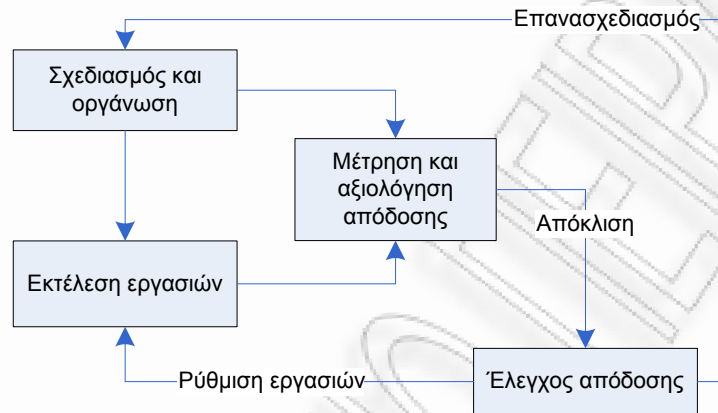 Επανασχεδιασμός
Σχεδιασμός και
οργάνωση
Μέτρηση και
αξιολόγηση
απόδοσης
Απόκλιση
Εκτέλεση εργασιών
Ρύθμιση εργασιών
Έλεγχος απόδοσης